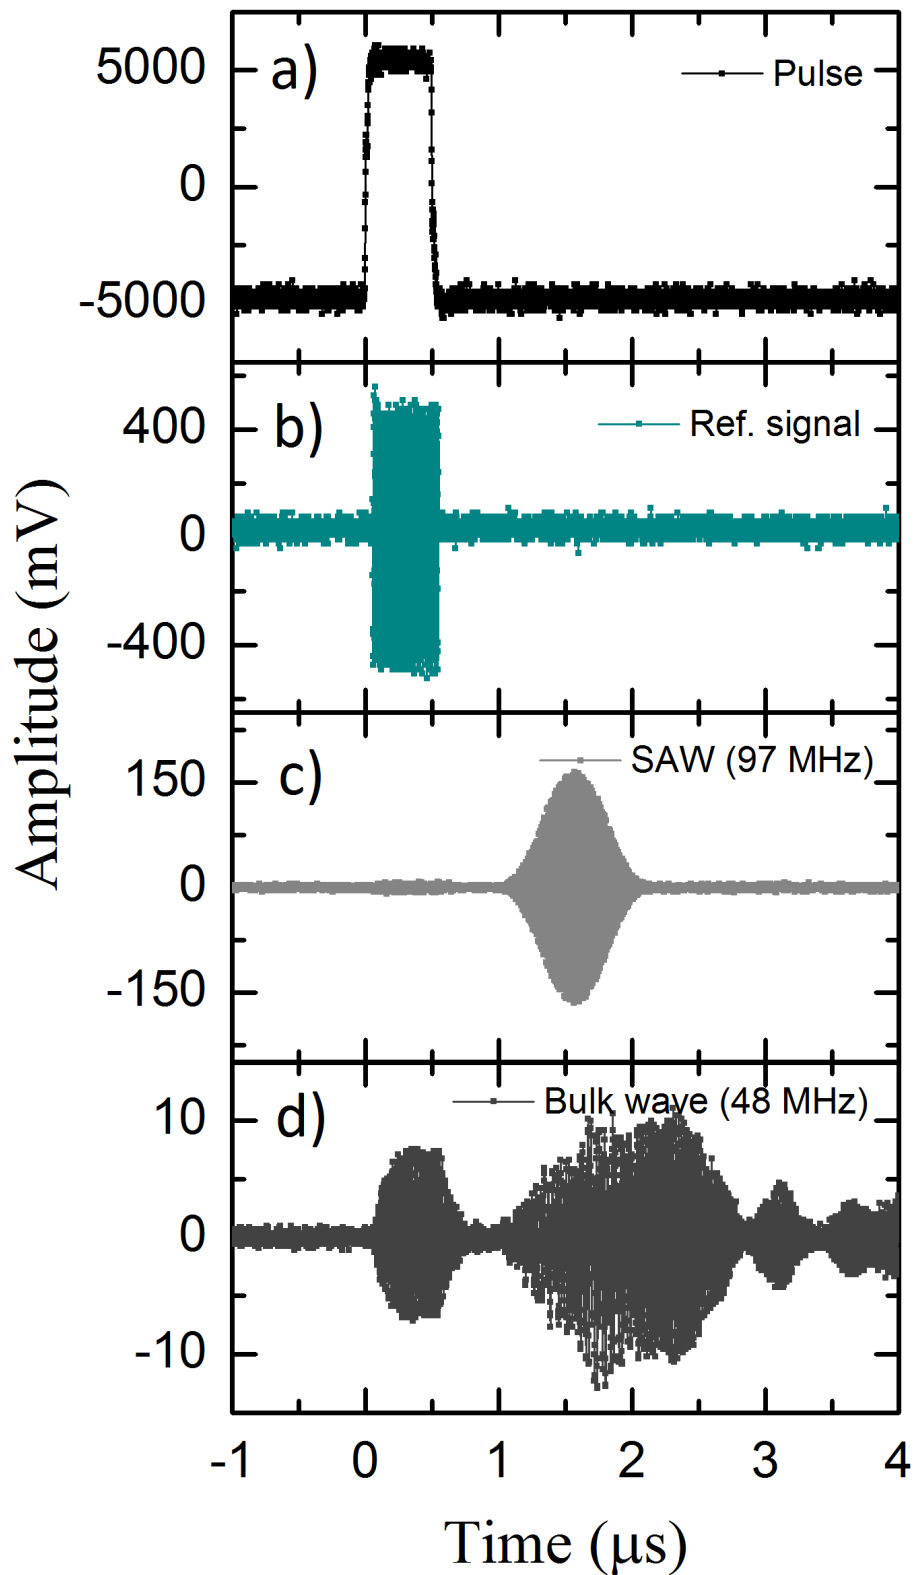 a)
Pulse
5000
0
-5000
b)
Ref. signal
400
0
-400
Amplitude (mV)
c)
SAW (97 MHz)
150
0
-150
d)
Bulk wave (48 MHz)
10
0
-10
-1 0 1 2 3 4
Time (μs)